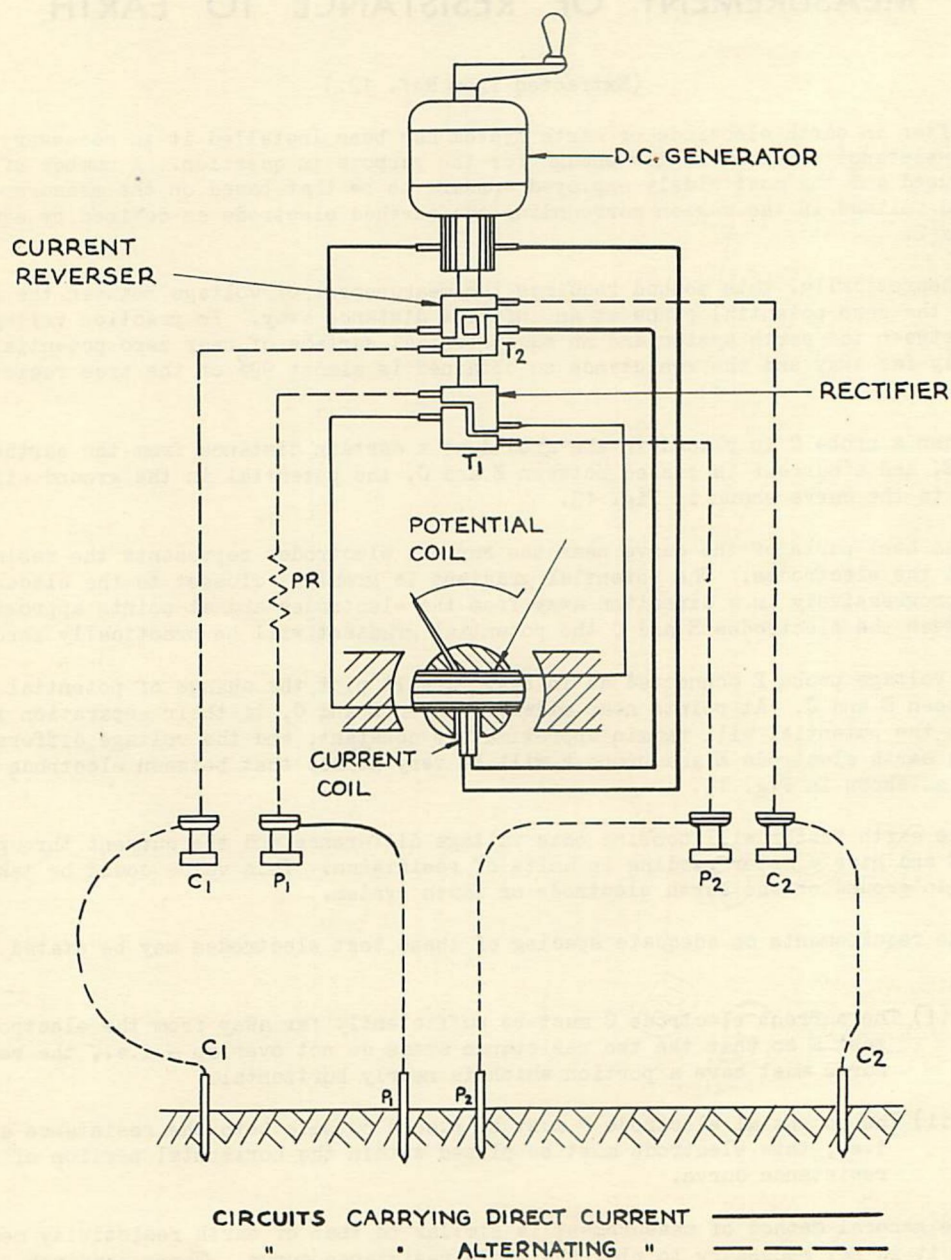 D.C. GENERATOR
CURRENT
REVERSER
T2
RECTIFIER
T1
POTENTIAL
COIL
PR
CURRENT
COIL
C1
P1
P2
C2
C1
P1
P2
C2
CIRCUITS CARRYING DIRECT CURRENT
" " ALTERNATING "